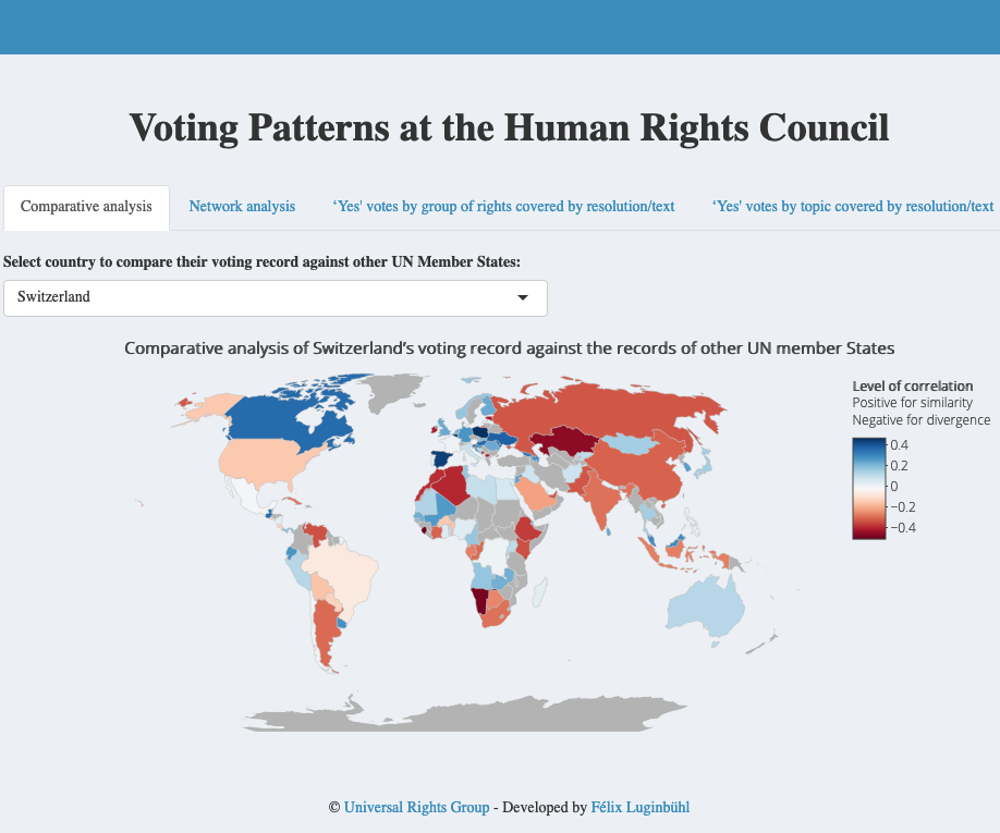 Voting Patterns at the Human Rights Council
Comparative analysis
Network analysis
‘Yes' votes by group of rights covered by resolution/text
‘Yes' votes by topic covered by resolution/text
Select country to compare their voting record against other UN Member States:
Switzerland
Comparative analysis of Switzerland’s voting record against the records of other UN member States
Level of correlation
Positive for similarity
Negative for divergence
0.4
0.2
0
−0.2
−0.4
© Universal Rights Group - Developed by Félix Luginbühl